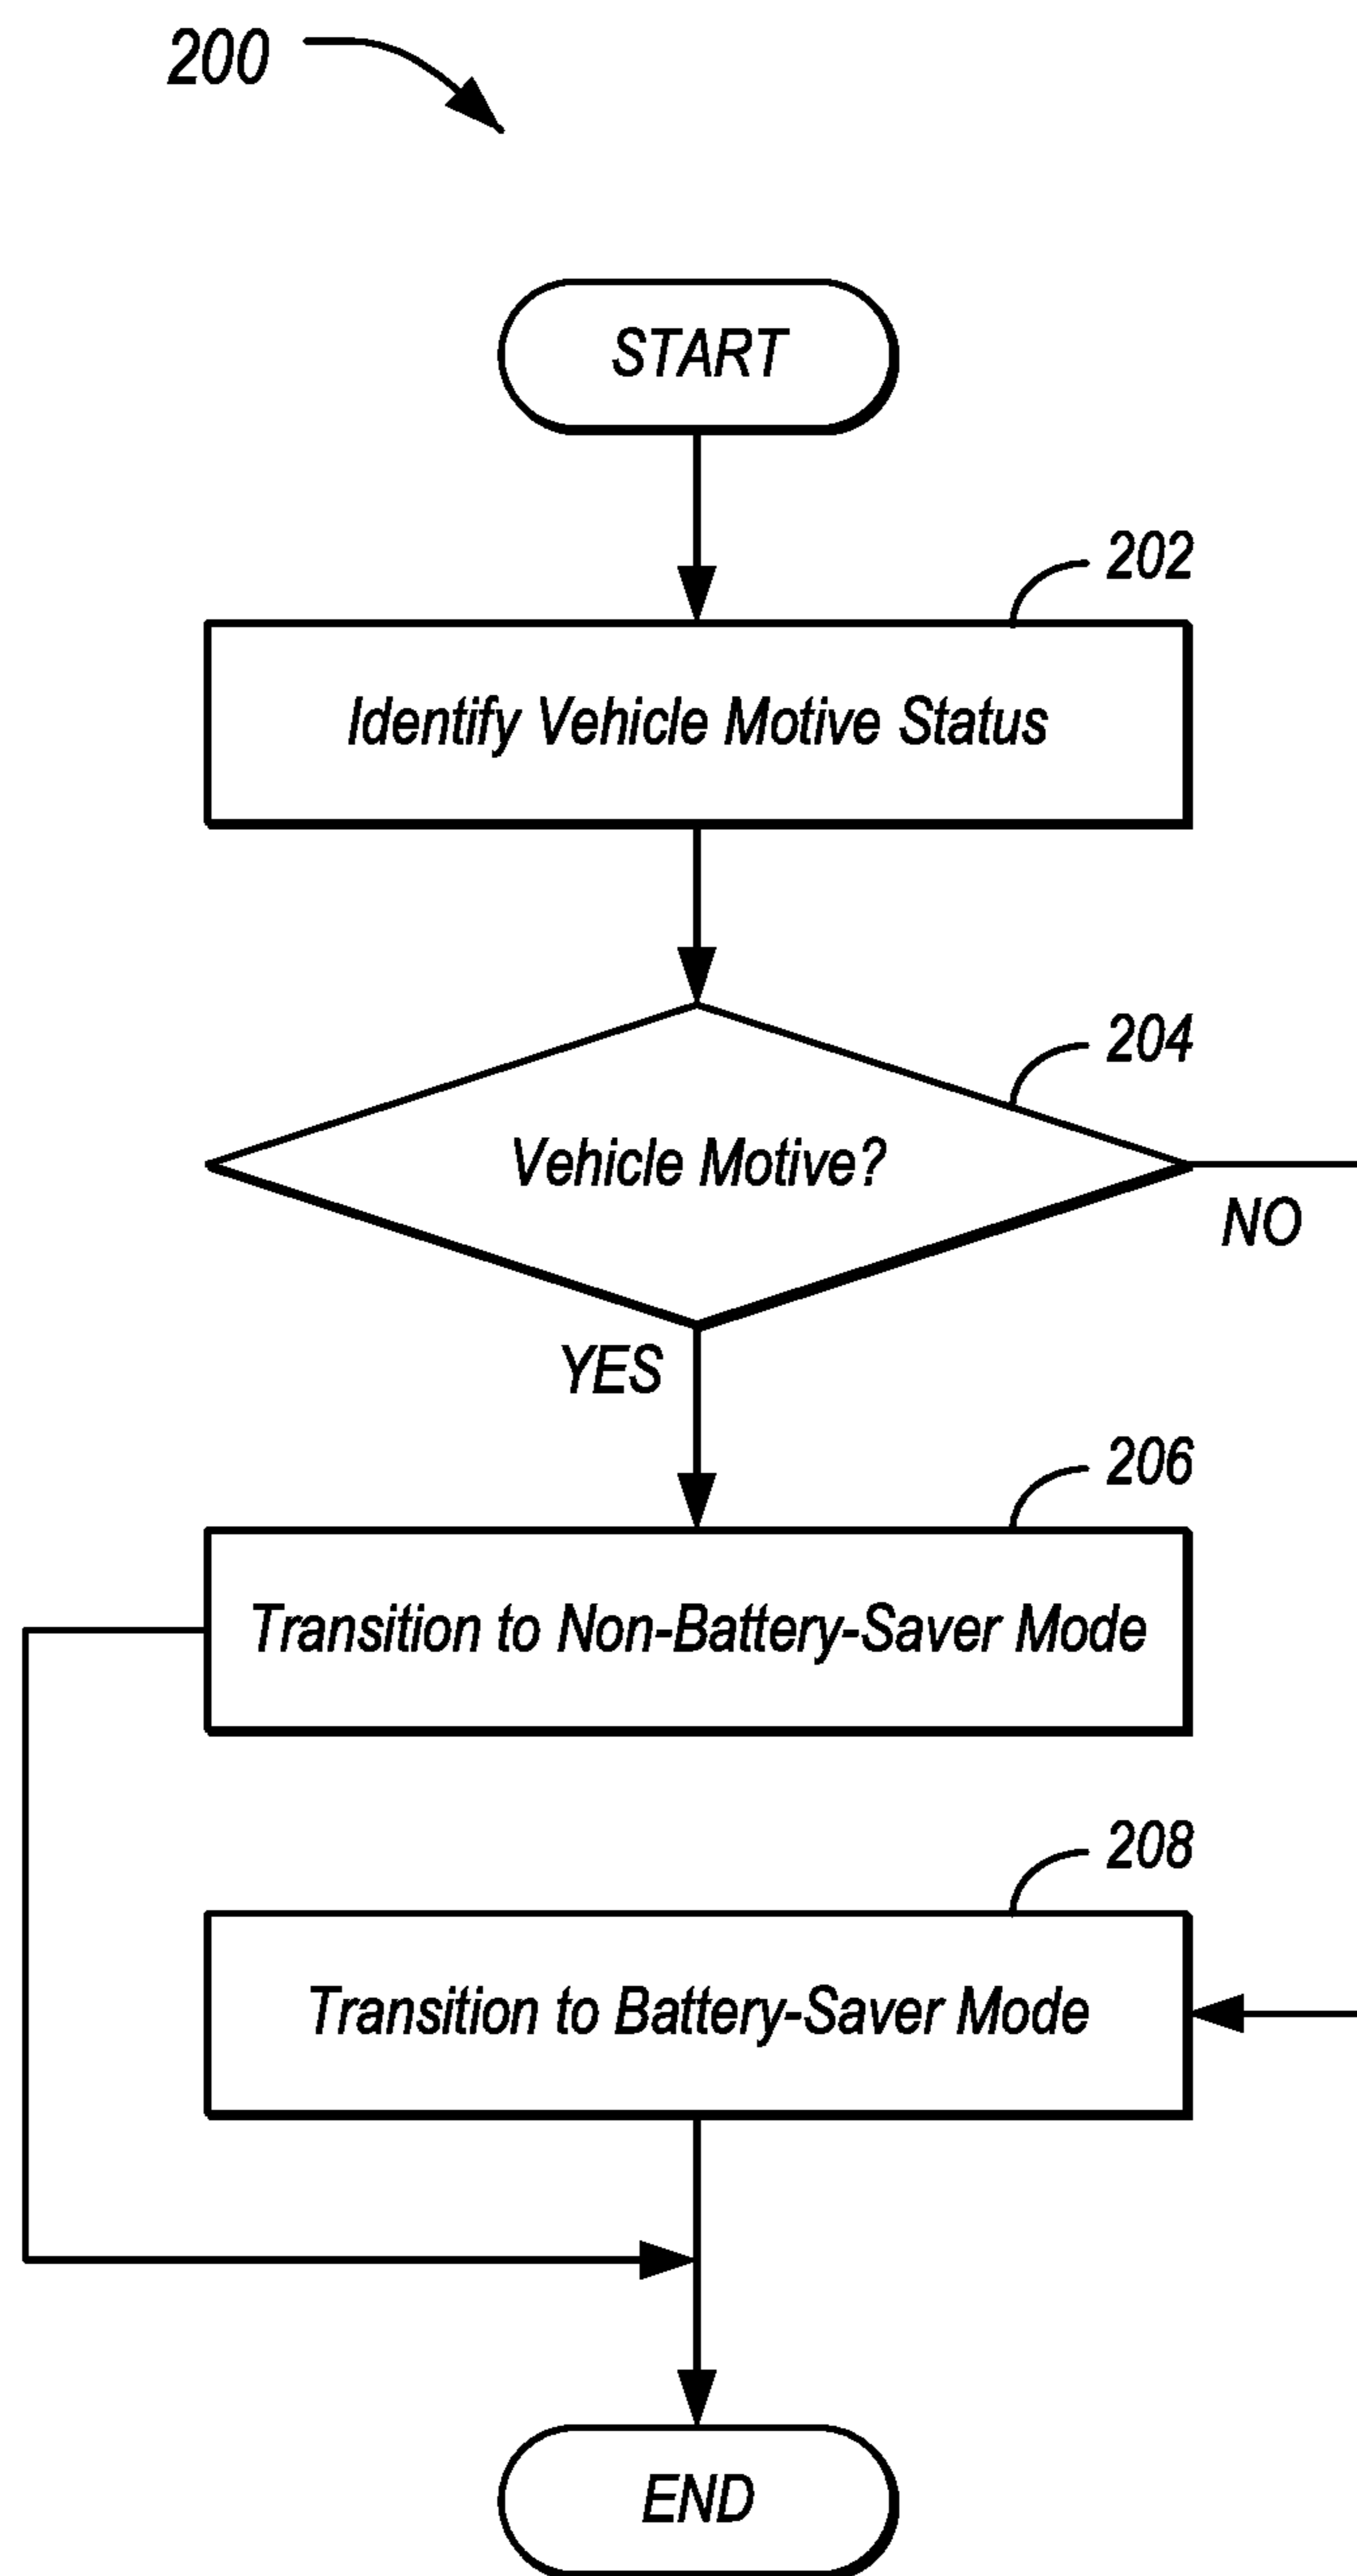 200
START
202
Identify Vehicle Motive Status
204
Vehicle Motive?
NO
YES
206
Transition to Non-Battery-Saver Mode
208
Transition to Battery-Saver Mode
END